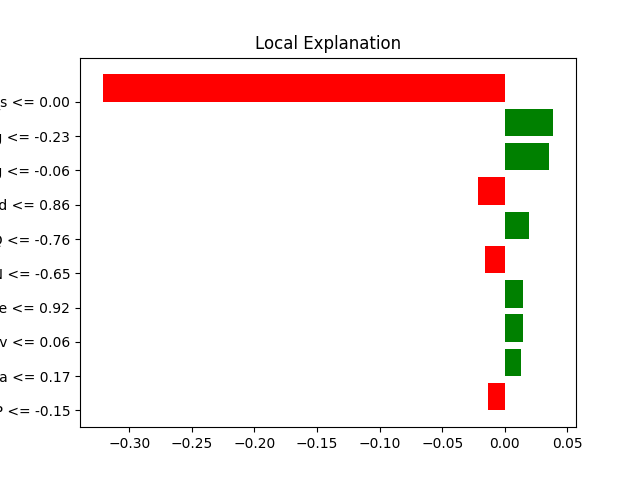 Local Explanation
s <= 0.00
<= -0.23
<= -0.06
d <= 0.86
<= -0.76
<= -0.65
e <= 0.92
v <= 0.06
a <= 0.17
<= -0.15
−0.30 −0.25 −0.20 −0.15 −0.10 −0.05 0.00 0.05